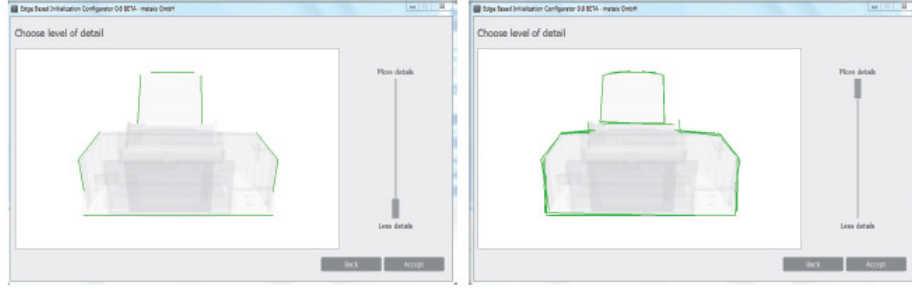 Edge Based Initialization Configurator 0.8 BETA - metaio GmbH
Choose level of detail
More details
Less details
Back
Accept
Edge Based Initialization Configurator 0.8 BETA - metaio GmbH
Choose level of detail
More details
Less details
Back
Accept